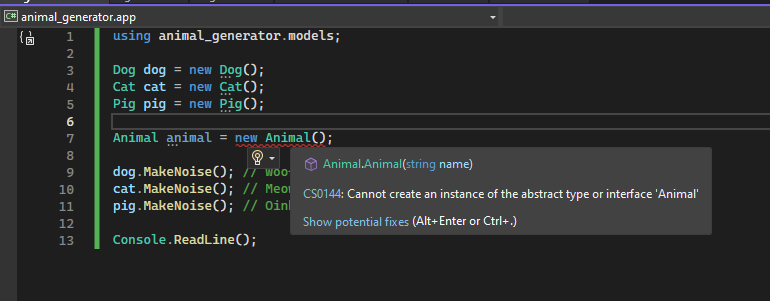 C# animal_generator.app
1 using animal_generator.models;
2
3 Dog dog = new Dog();
4 Cat cat = new Cat();
5 Pig pig = new Pig();
6
7 Animal animal = new Animal();
8
9 dog.MakeNoise(); // Woo
10 cat.MakeNoise(); // Meo
11 pig.MakeNoise(); // Oin
12
13 Console.ReadLine();
Animal.Animal(string name)
CS0144: Cannot create an instance of the abstract type or interface 'Animal'
Show potential fixes (Alt+Enter or Ctrl+.)